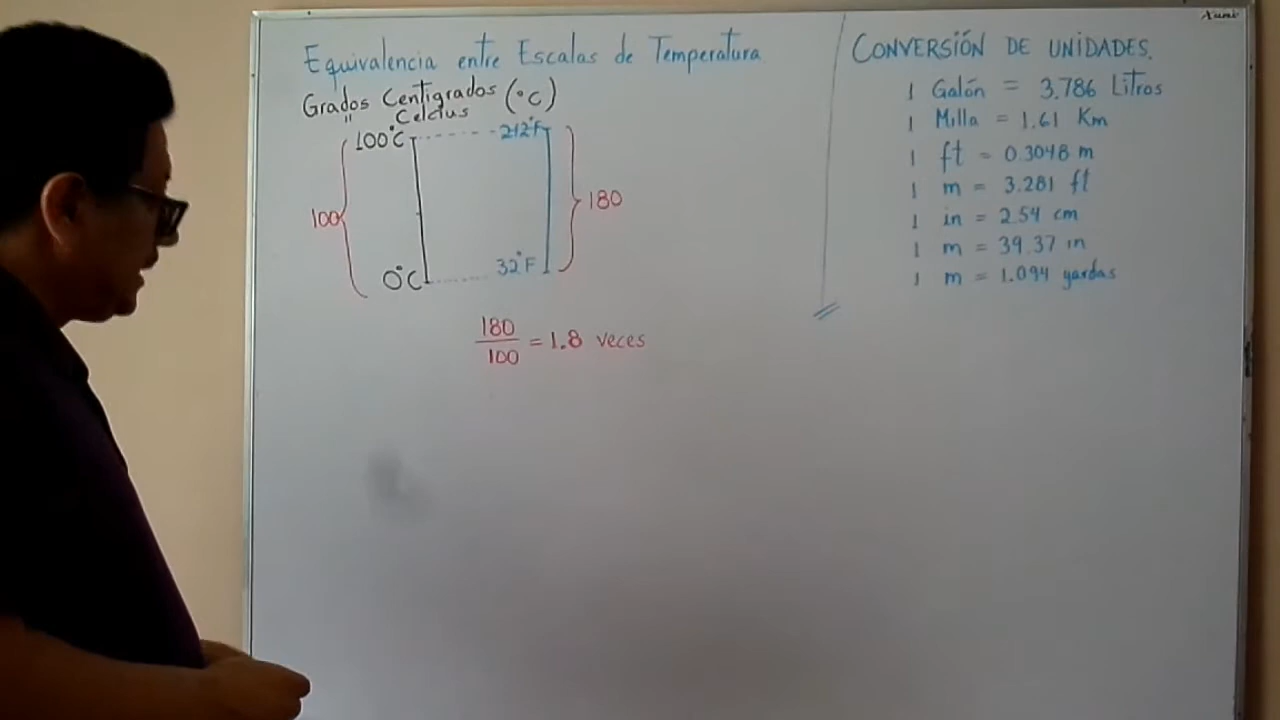 Equivalencia entre Escalas de Temperatura
Grados Centigrados (°C)
" Celcius
100°C 212°F
100 180
0°C 32°F
180
100 = 1.8 veces
CONVERSIÓN DE UNIDADES.
1 Galón = 3.786 Litros
1 Milla = 1.61 Km
1 ft = 0.3048 m
1 m = 3.281 ft
1 in = 2.54 cm
1 m = 39.37 in
1 m = 1.094 yardas